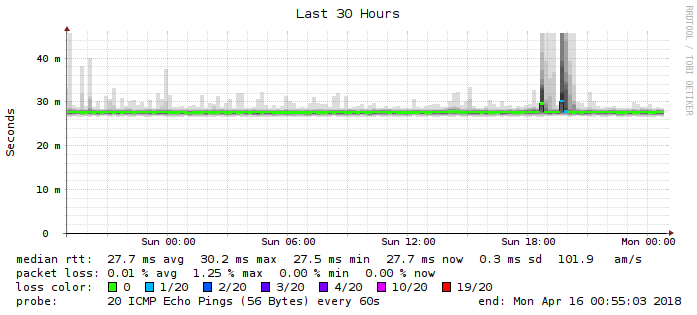 Last 30 Hours
RRDTOOL / TOBI OETIKER
Seconds
40 m
30 m
20 m
10 m
0
Sun 00:00 Sun 06:00 Sun 12:00 Sun 18:00 Mon 00:00
median rtt: 27.7 ms avg 30.2 ms max 27.5 ms min 27.7 ms now 0.3 ms sd 101.9 am/s
packet loss: 0.01 % avg 1.25 % max 0.00 % min 0.00 % now
loss color: 0 1/20 2/20 3/20 4/20 10/20 19/20
probe: 20 ICMP Echo Pings (56 Bytes) every 60s end: Mon Apr 16 00:55:03 2018